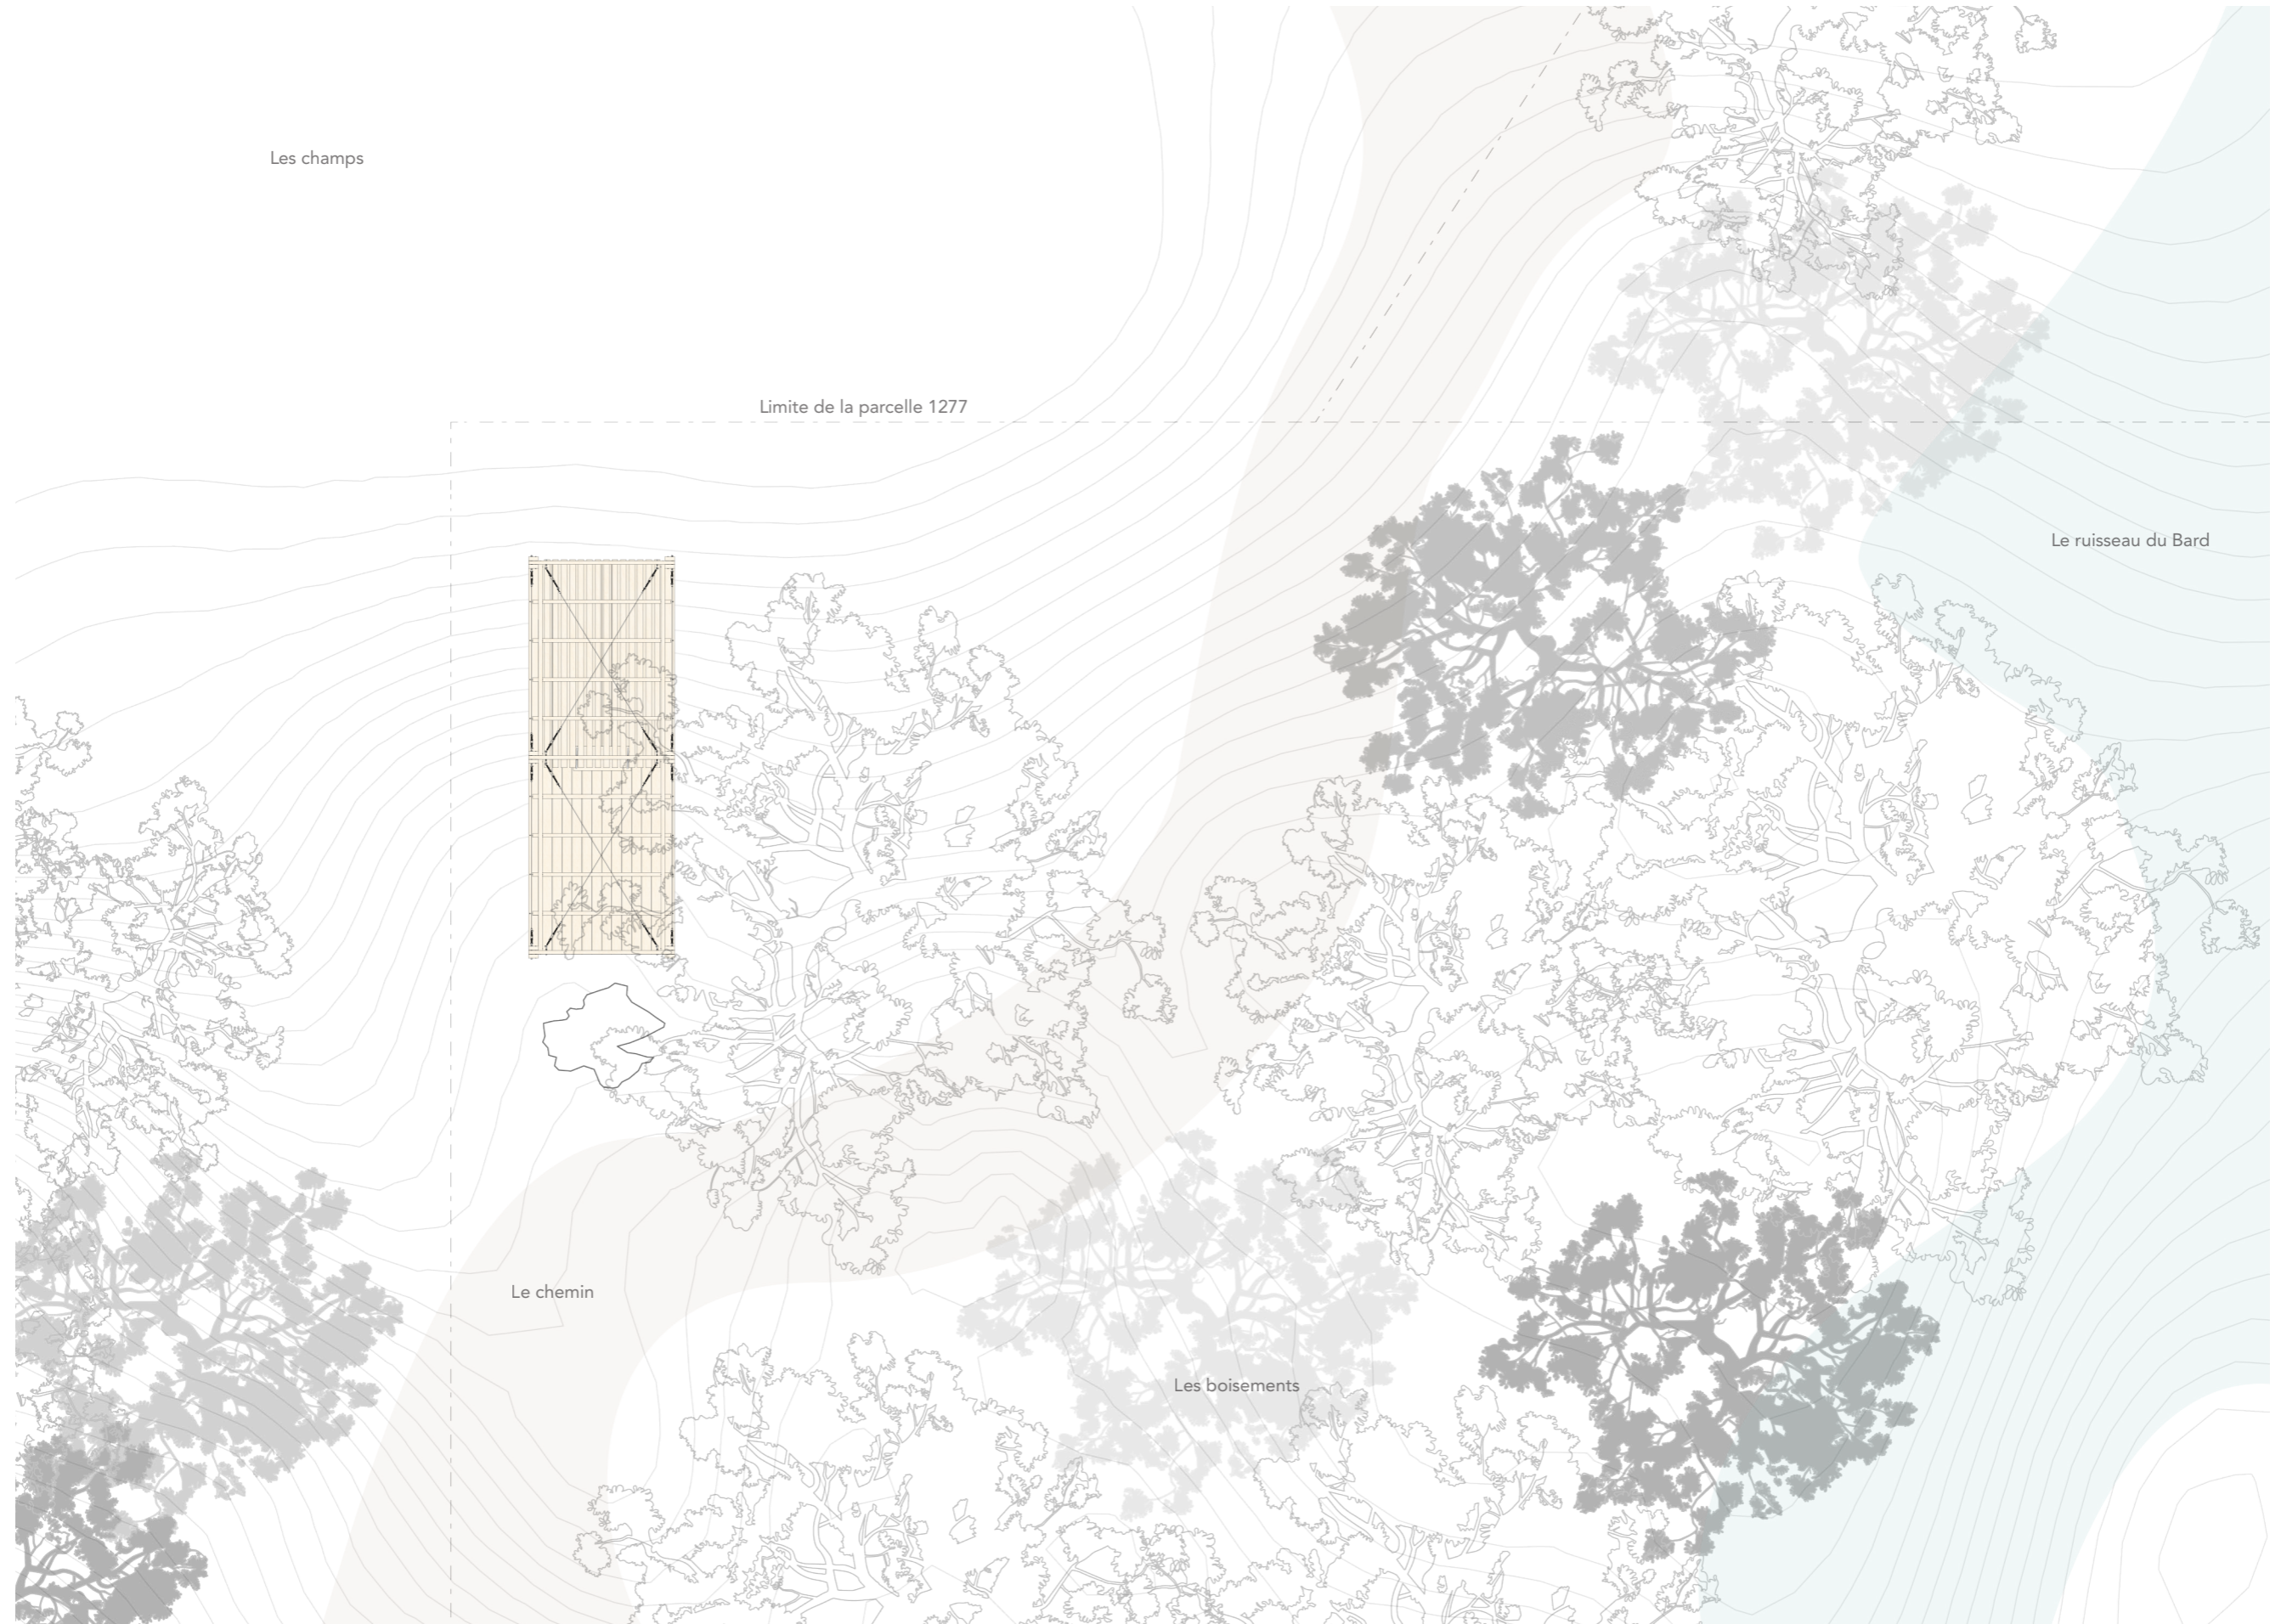 Les champs
Limite de la parcelle 1277
Le ruisseau du Bard
Le chemin
Les boisements